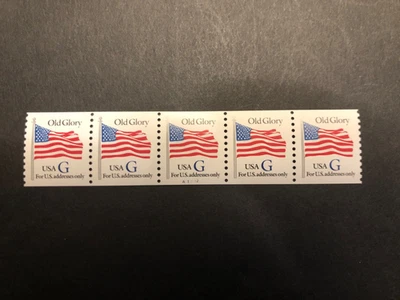 Old Glory Old Glory Old Glory Old Glory Old Glory
USA G USA G USA G USA G USA G
For U.S. addresses only For U.S. addresses only For U.S. addresses only For U.S. addresses only For U.S. addresses only